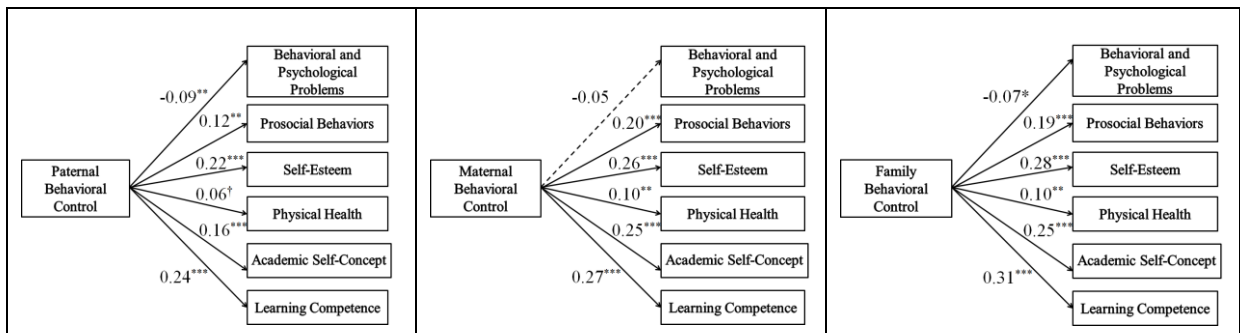 Behavioral and
Psychological
Problems
-0.09**
0.12**
Prosocial Behaviors
0.22***
Self-Esteem
Paternal
Behavioral
Control
0.06†
Physical Health
0.16***
Academic Self-Concept
0.24***
Learning Competence
Behavioral and
Psychological
Problems
-0.05
0.20***
Prosocial Behaviors
0.26***
Self-Esteem
Maternal
Behavioral
Control
0.10**
Physical Health
0.25***
Academic Self-Concept
0.27***
Learning Competence
Behavioral and
Psychological
Problems
-0.07*
0.19***
Prosocial Behaviors
0.28***
Self-Esteem
Family
Behavioral
Control
0.10**
Physical Health
0.25***
Academic Self-Concept
0.31***
Learning Competence